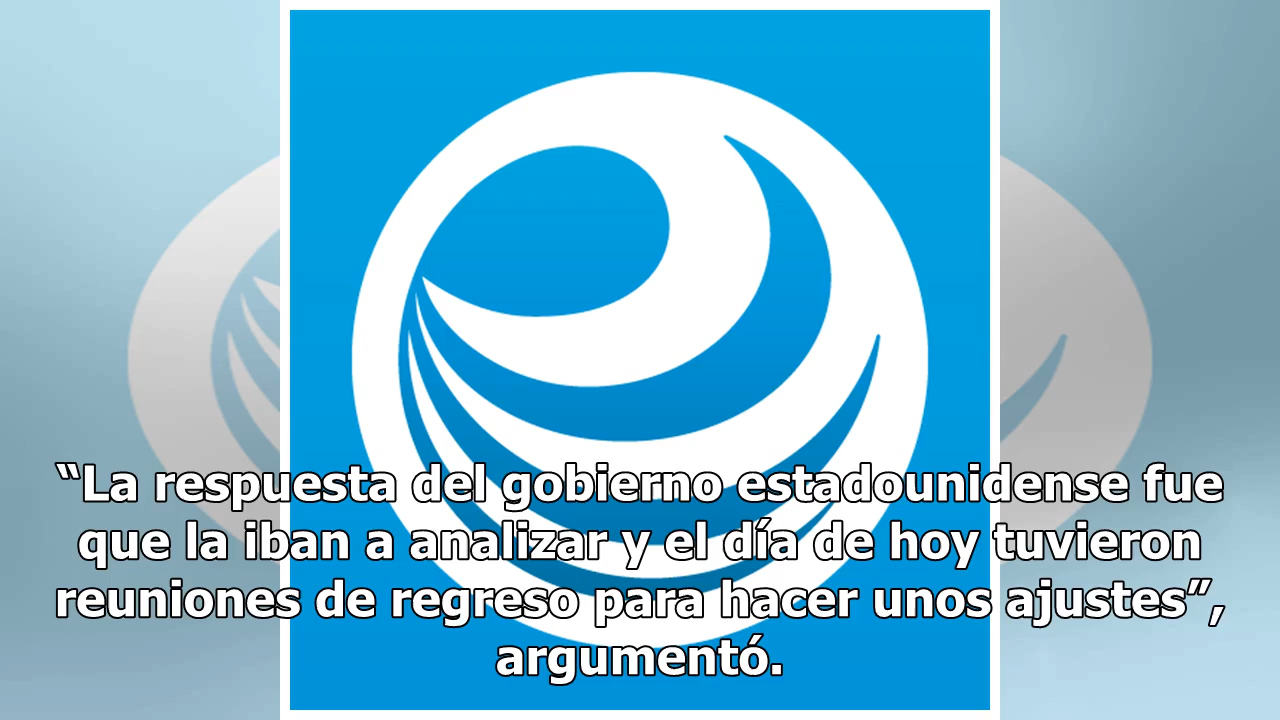 “La respuesta del gobierno estadounidense fue
que la iban a analizar y el día de hoy tuvieron
reuniones de regreso para hacer unos ajustes”,
argumentó.